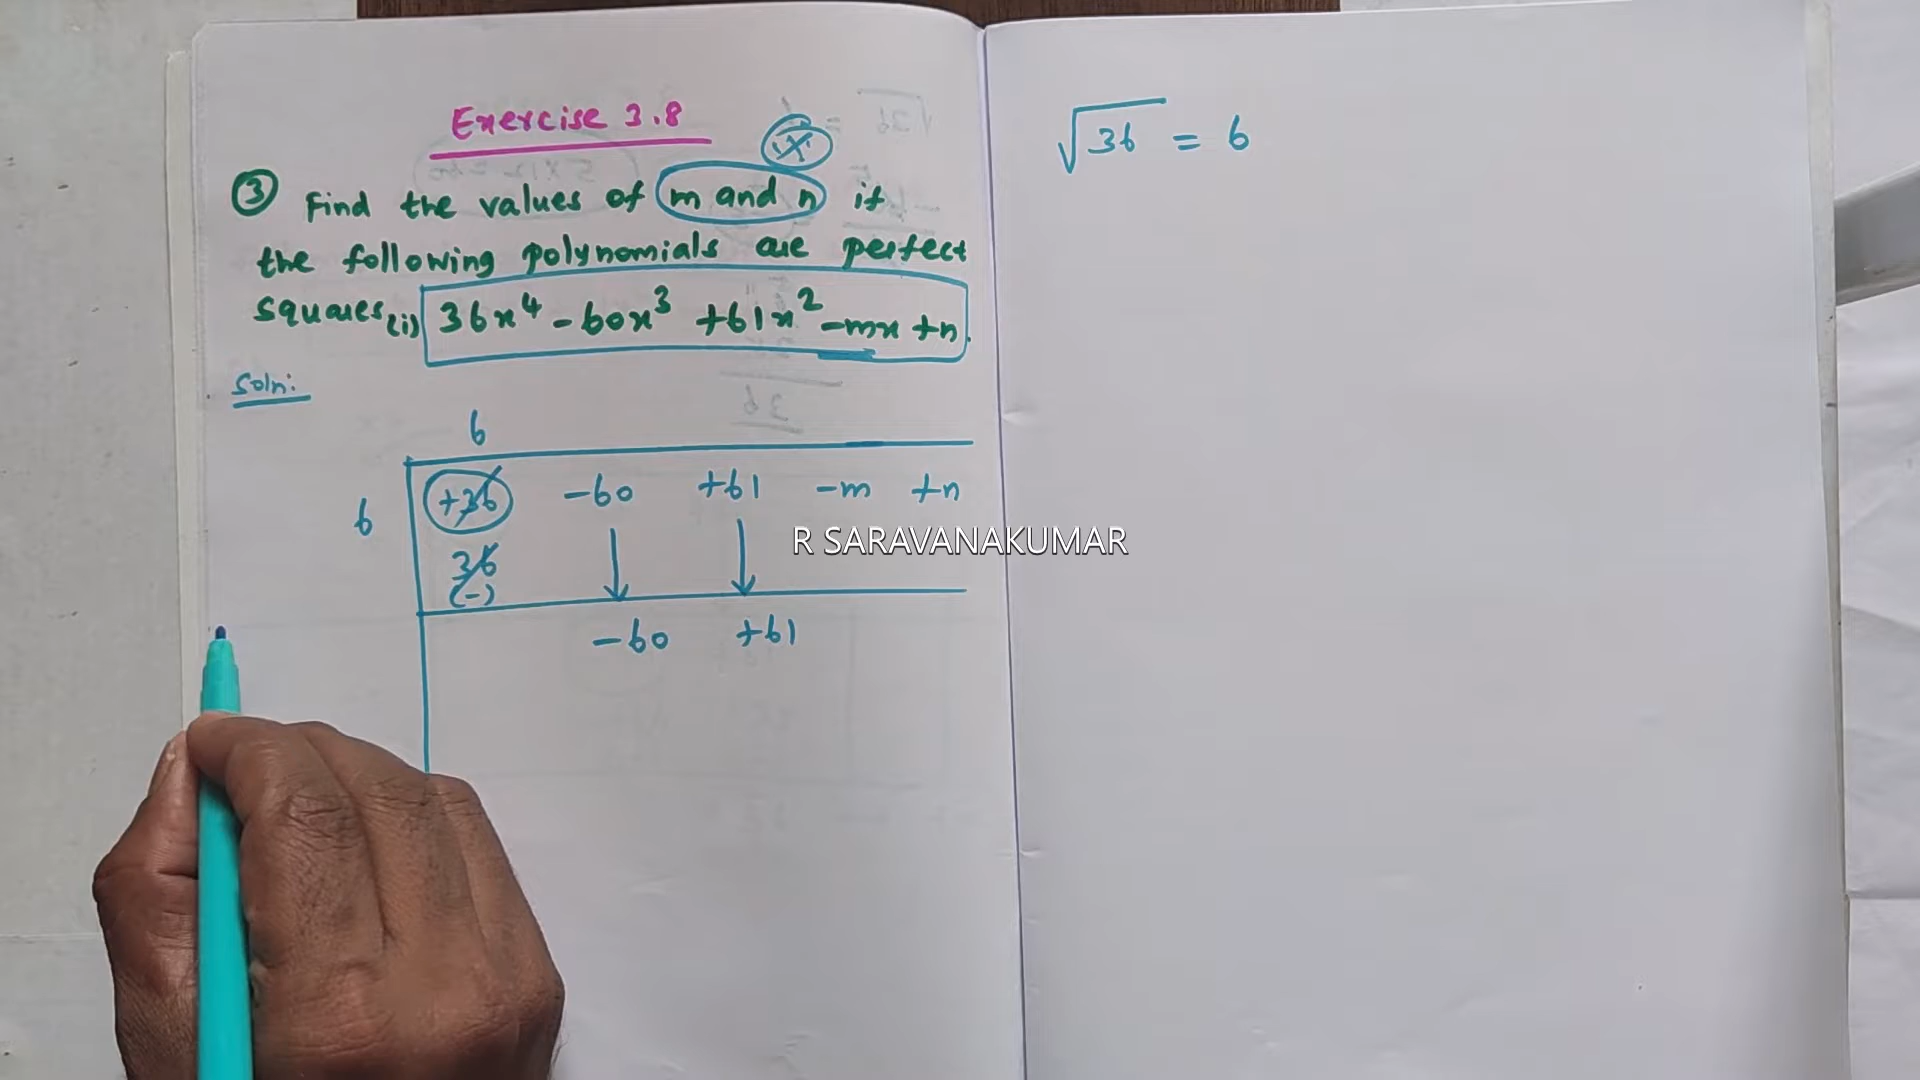 Exercise 3.8
③ Find the values of m and n if
the following polynomials are perfect
squares (i) 36x⁴ - 60x³ + 61x² - mx + n.
Soln:
6
6 +36 -60 +61 -m +n
36
(-)
-60 +61
√36 = 6
R SARAVANAKUMAR